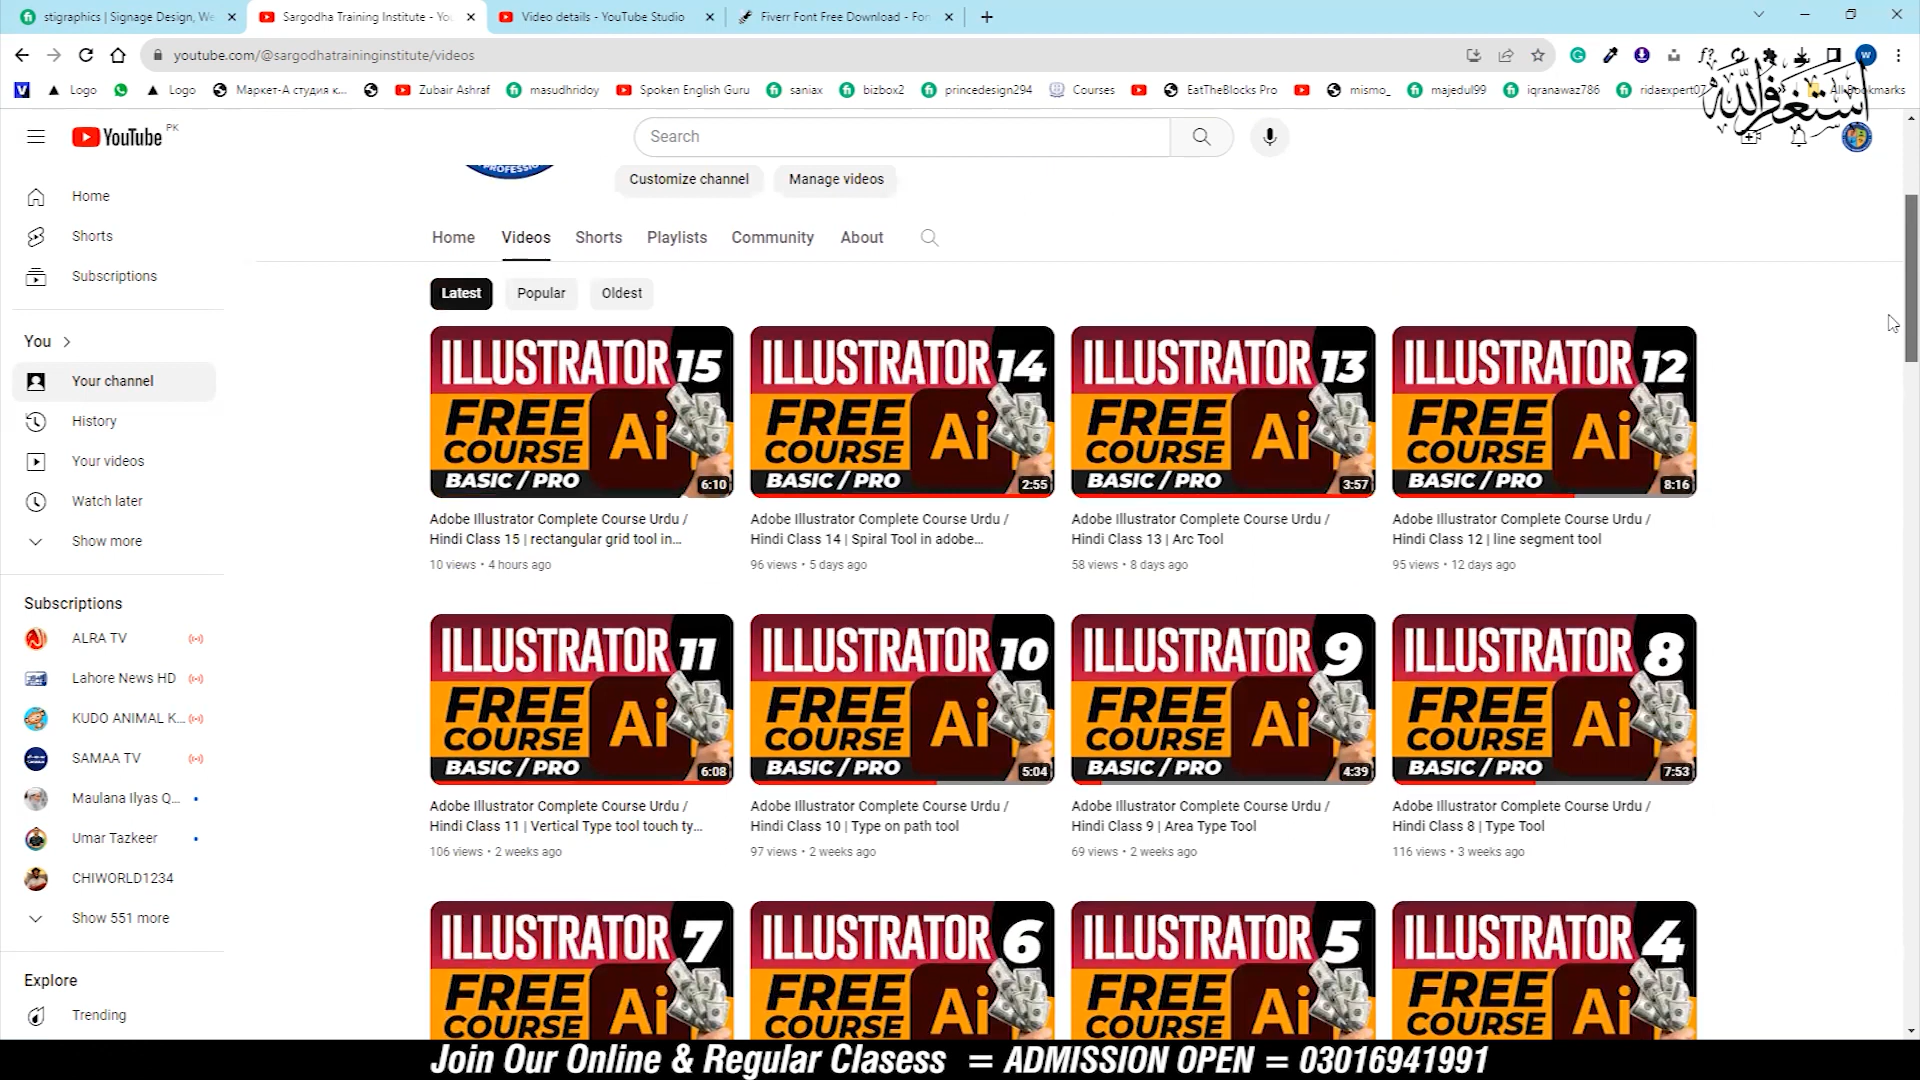 stigraphics | Signage Design, We
Sargodha Training Institute - Yo
Video details - YouTube Studio
Fiverr Font Free Download - Fon
youtube.com/@sargodhatraininginstitute/videos
Logo
Logo
Маркет-А студия к...
Zubair Ashraf
masudhridoy
Spoken English Guru
saniax
bizbox2
princedesign294
Courses
EatTheBlocks Pro
mismo_
majedul99
iqranawaz786
ridaexpert07
All Bookmarks
أستغفر الله
YouTube PK
Search
PROFESSIO
Customize channel
Manage videos
Home
Shorts
Subscriptions
You
Your channel
History
Your videos
Watch later
Show more
Subscriptions
ALRA TV
Lahore News HD
KUDO ANIMAL K...
SAMAA TV
Maulana Ilyas Q...
Umar Tazkeer
CHIWORLD1234
Show 551 more
Explore
Trending
Home Videos Shorts Playlists Community About
Latest Popular Oldest
ILLUSTRATOR 15
FREE
COURSE
Ai
BASIC / PRO
6:10
Adobe Illustrator Complete Course Urdu /
Hindi Class 15 | rectangular grid tool in...
10 views • 4 hours ago
ILLUSTRATOR 14
FREE
COURSE
Ai
BASIC / PRO
2:55
Adobe Illustrator Complete Course Urdu /
Hindi Class 14 | Spiral Tool in adobe...
96 views • 5 days ago
ILLUSTRATOR 13
FREE
COURSE
Ai
BASIC / PRO
3:57
Adobe Illustrator Complete Course Urdu /
Hindi Class 13 | Arc Tool
58 views • 8 days ago
ILLUSTRATOR 12
FREE
COURSE
Ai
BASIC / PRO
8:16
Adobe Illustrator Complete Course Urdu /
Hindi Class 12 | line segment tool
95 views • 12 days ago
ILLUSTRATOR 11
FREE
COURSE
Ai
BASIC / PRO
6:08
Adobe Illustrator Complete Course Urdu /
Hindi Class 11 | Vertical Type tool touch ty...
106 views • 2 weeks ago
ILLUSTRATOR 10
FREE
COURSE
Ai
BASIC / PRO
5:04
Adobe Illustrator Complete Course Urdu /
Hindi Class 10 | Type on path tool
97 views • 2 weeks ago
ILLUSTRATOR 9
FREE
COURSE
Ai
BASIC / PRO
4:39
Adobe Illustrator Complete Course Urdu /
Hindi Class 9 | Area Type Tool
69 views • 2 weeks ago
ILLUSTRATOR 8
FREE
COURSE
Ai
BASIC / PRO
7:53
Adobe Illustrator Complete Course Urdu /
Hindi Class 8 | Type Tool
116 views • 3 weeks ago
ILLUSTRATOR 7
FREE
COURSE
Ai
ILLUSTRATOR 6
FREE
COURSE
Ai
ILLUSTRATOR 5
FREE
COURSE
Ai
ILLUSTRATOR 4
FREE
COURSE
Ai
Join Our Online & Regular Clasess = ADMISSION OPEN = 03016941991